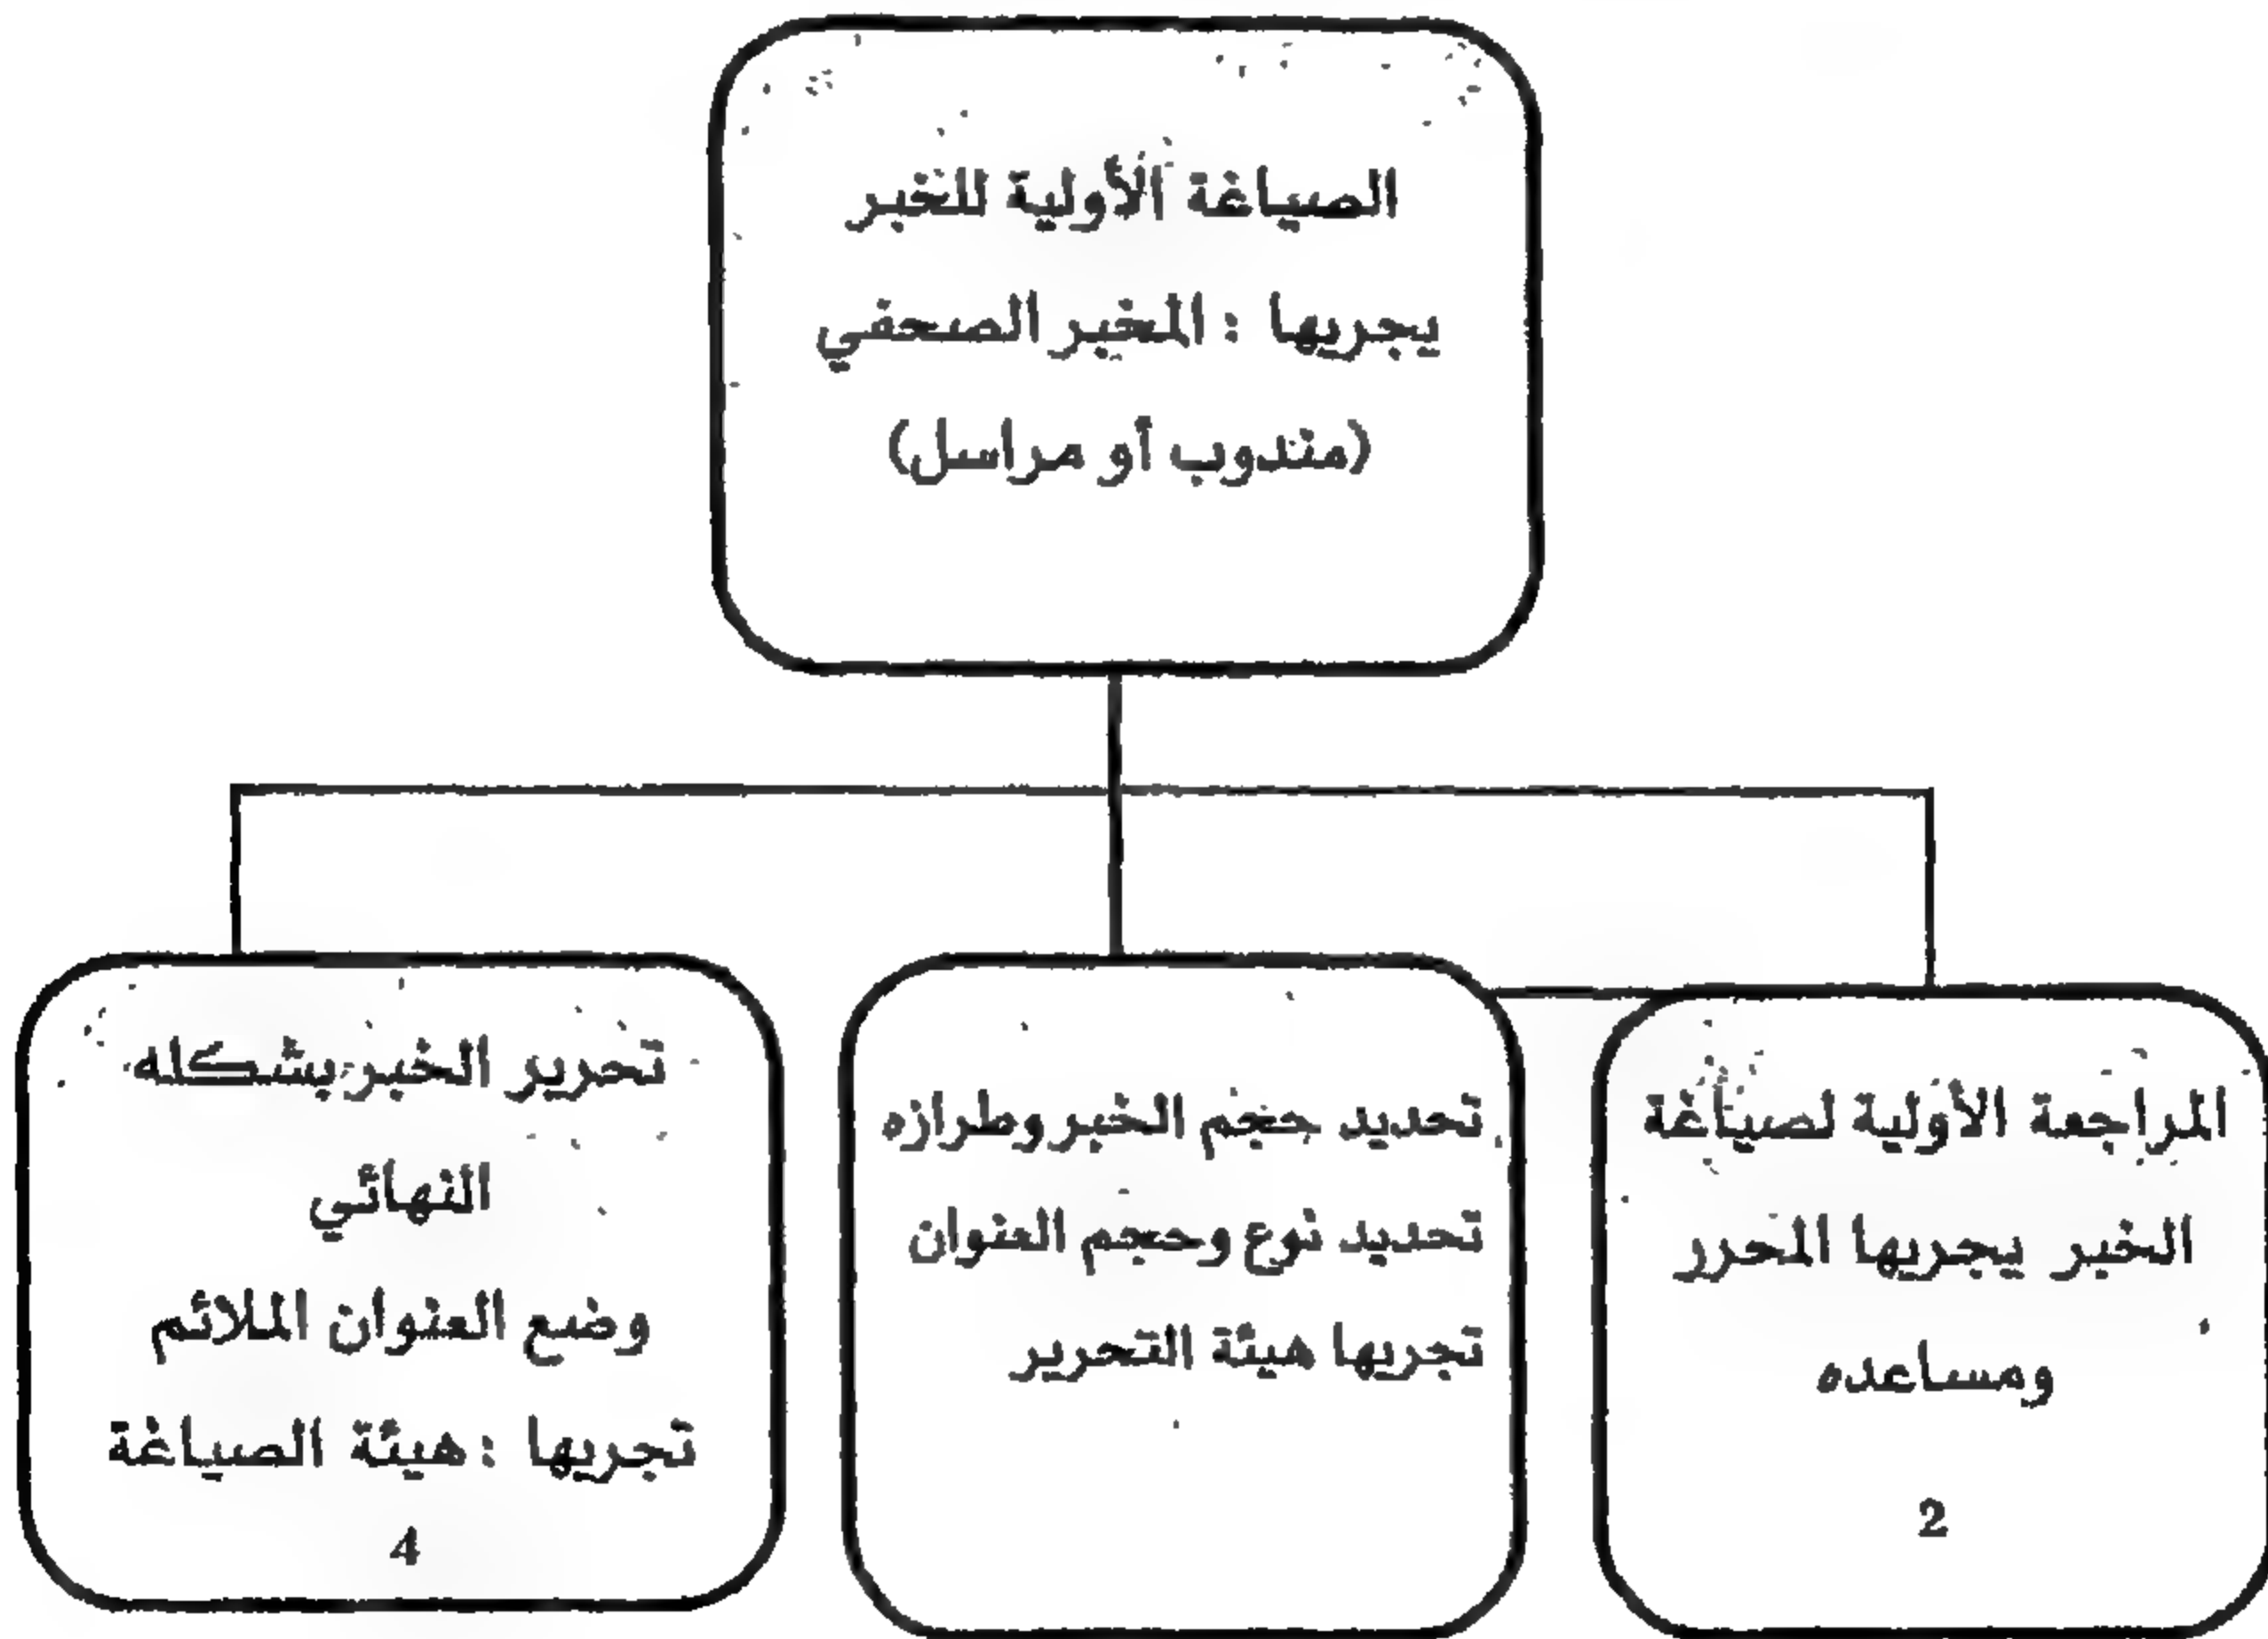 الصياغة الأولية للخبر
يجريها : المخبر الصحفي
(مندوب أو مراسل)
المراجعة الأولية لصياغة
الخبر يجريها المحرر
ومساعده
2
تحديد حجم الخبر وطرازه
تحديد نوع وحجم العنوان
تجريها هيئة التحرير
تحرير الخبر بشكله
النهائي
وضع العنوان الملائم
تجريها : هيئة الصياغة
4